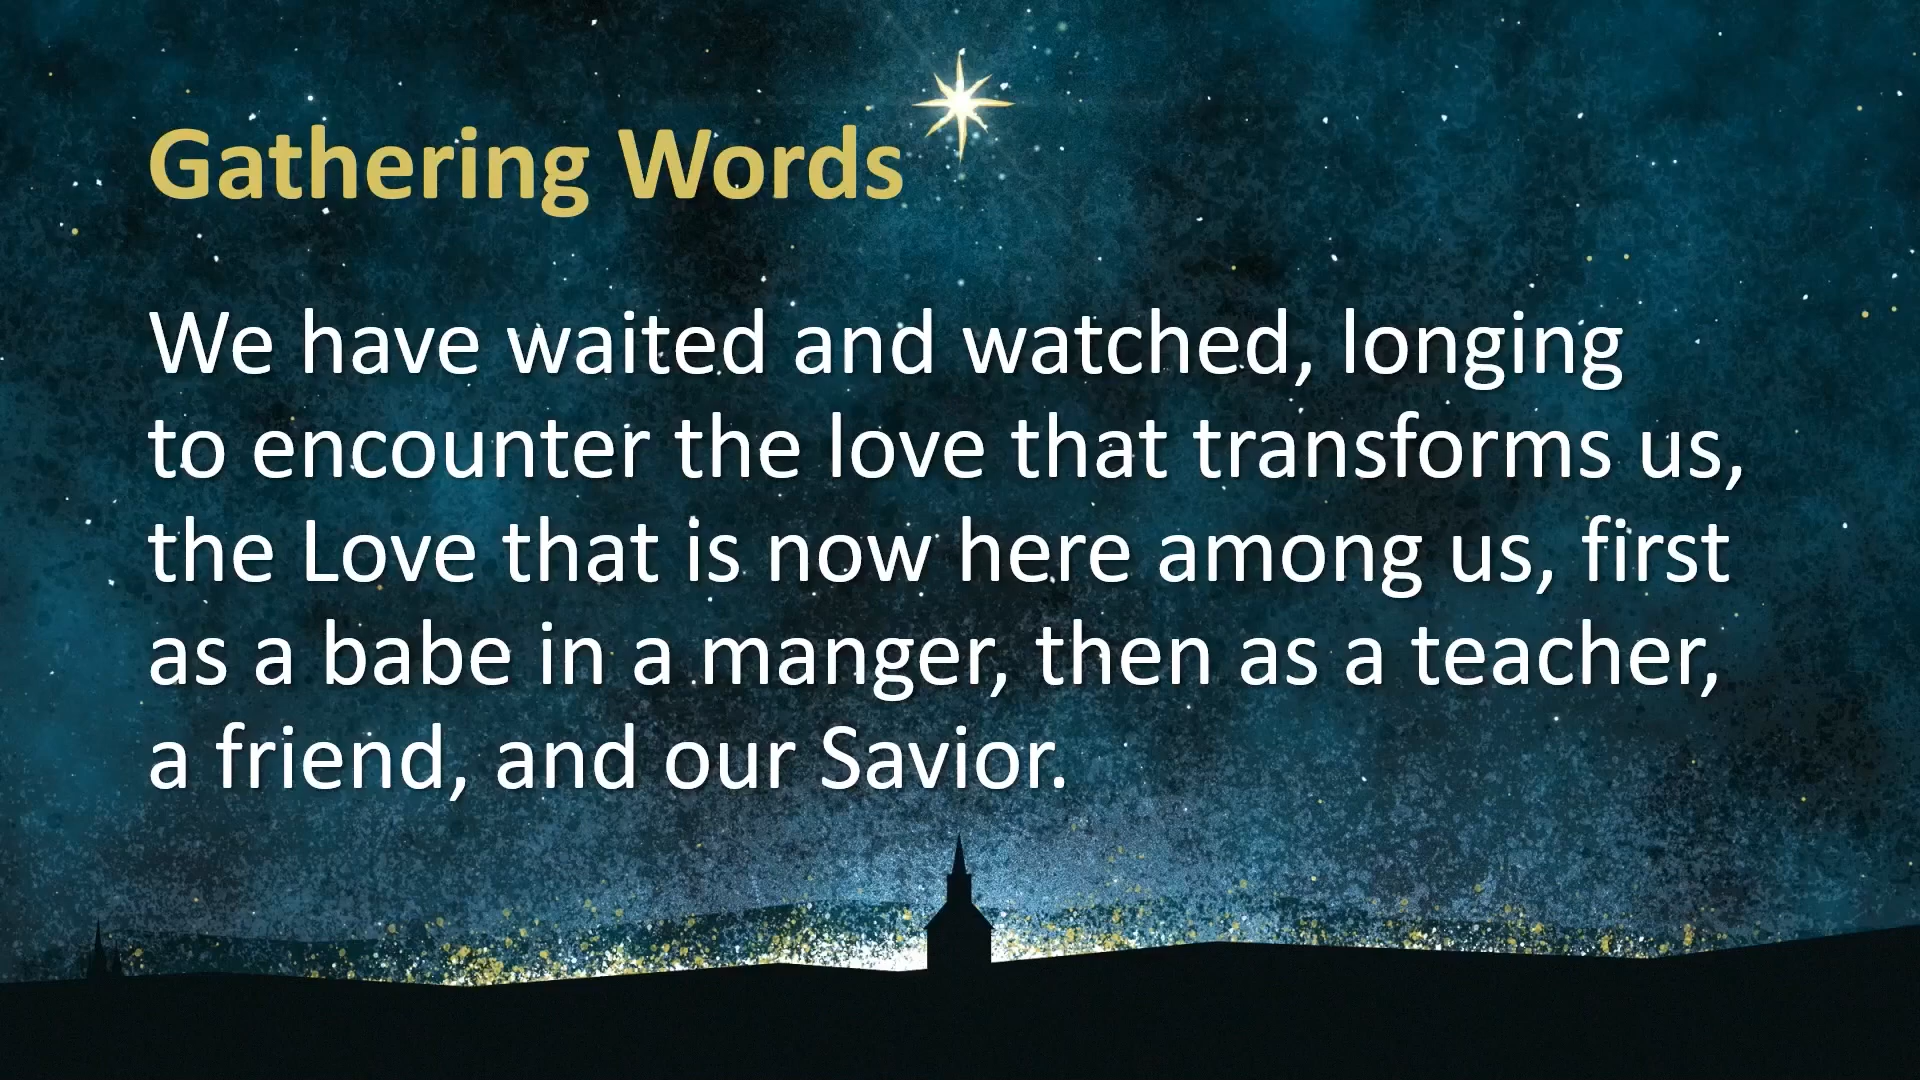 Gathering Words
We have waited and watched, longing
to encounter the love that transforms us,
the Love that is now here among us, first
as a babe in a manger, then as a teacher,
a friend, and our Savior.